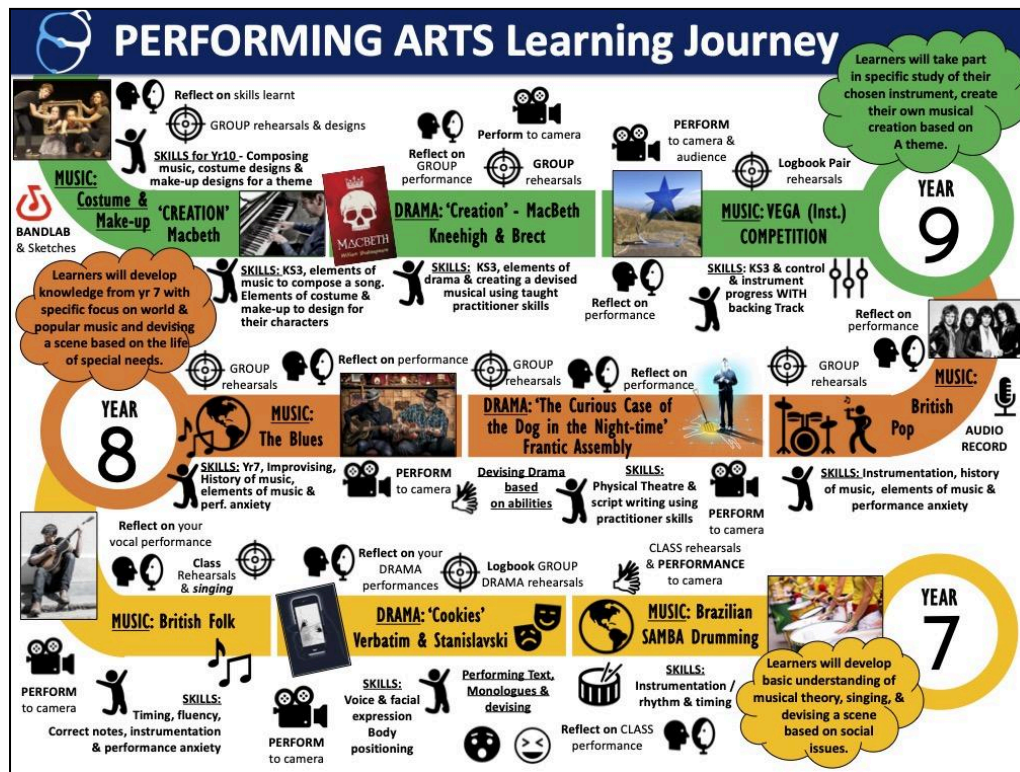 PERFORMING ARTS Learning Journey
Learners will take part
in specific study of their
chosen instrument, create
their own musical
creation based on
A theme.
Reflect on skills learnt
GROUP rehearsals & designs
SKILLS for Yr10 - Composing
music, costume designs &
make-up designs for a theme
Perform to camera
Reflect on
GROUP
performance
GROUP
rehearsals
PERFORM
to camera &
audience
Logbook Pair
rehearsals
YEAR
9
MUSIC:
Costume &
Make-up
'CREATION'
Macbeth
MACBETH
William Shakespeare
DRAMA: 'Creation' - MacBeth
Kneehigh & Brect
MUSIC: VEGA (Inst.)
COMPETITION
BANDLAB
& Sketches
SKILLS: KS3, elements of
music to compose a song.
Elements of costume &
make-up to design for
their characters
SKILLS: KS3, elements of
drama & creating a devised
musical using taught
practitioner skills
Reflect on
performance
SKILLS: KS3 & control
& instrument
progress WITH
backing Track
Reflect on
performance
Learners will develop
knowledge from yr 7 with
specific focus on world &
popular music and devising
a scene based on the life
of special needs.
GROUP
rehearsals
Reflect on performance
GROUP
rehearsals
Reflect on
performance
GROUP
rehearsals
YEAR
8
MUSIC:
The Blues
DRAMA: 'The Curious Case of
the Dog in the Night-time'
Frantic Assembly
MUSIC:
British
Pop
AUDIO
RECORD
SKILLS: Yr7, Improvising,
History of music,
elements of music &
perf. anxiety
PERFORM
to camera
Devising Drama
based
on abilities
SKILLS:
Physical Theatre &
script writing using
practitioner skills
PERFORM
to camera
SKILLS: Instrumentation, history
of music, elements of music &
performance anxiety
Reflect on your
vocal performance
Class
Rehearsals
& singing
Reflect on your
DRAMA
performances
Logbook GROUP
DRAMA rehearsals
CLASS rehearsals
& PERFORMANCE
to camera
YEAR
7
MUSIC: British Folk
DRAMA: 'Cookies'
Verbatim & Stanislavski
MUSIC: Brazilian
SAMBA Drumming
PERFORM
to camera
SKILLS:
Timing, fluency,
Correct notes, instrumentation
& performance anxiety
PERFORM
to camera
SKILLS:
Voice & facial
expression
Body
positioning
Performing Text,
Monologues &
devising
SKILLS:
Instrumentation /
rhythm & timing
Reflect on CLASS
performance
Learners will develop
basic understanding of
musical theory, singing, &
devising a scene
based on social
issues.